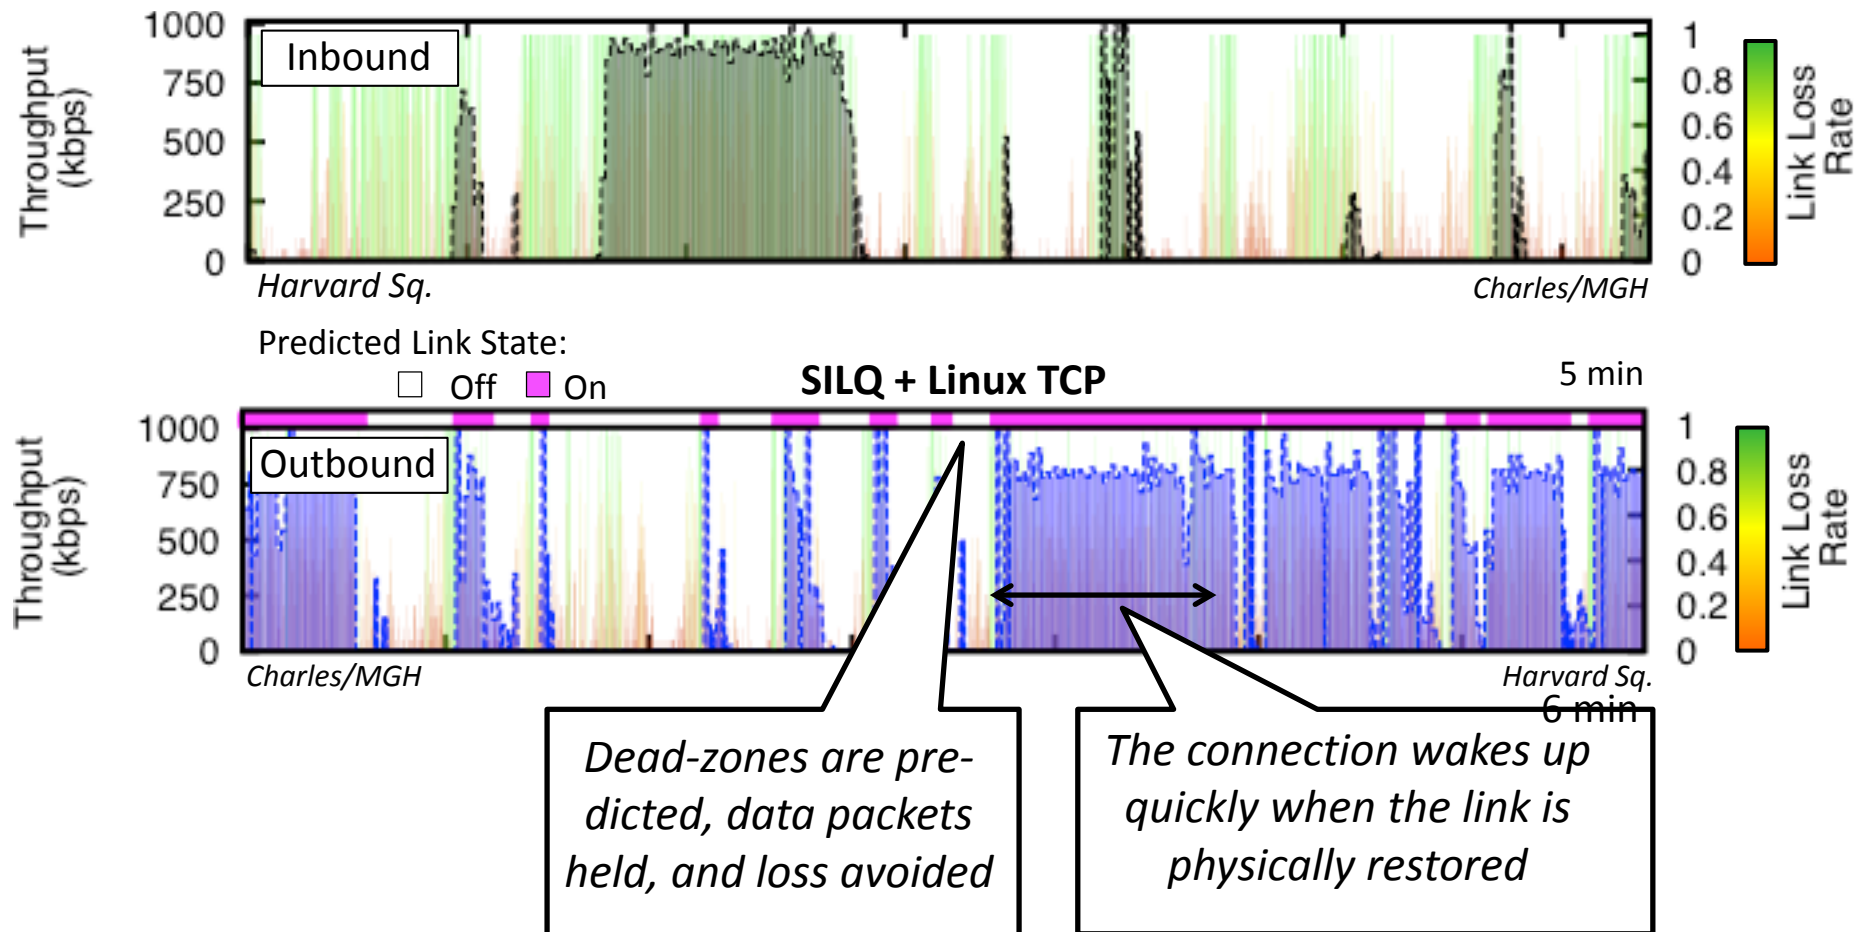 Throughput
(kbps)
1000
750
500
250
0
Inbound
1
0.8
0.6
0.4
0.2
0
Link Loss
Rate
Harvard Sq.
Charles/MGH
Predicted Link State:
Off
On
SILQ + Linux TCP
5 min
Throughput
(kbps)
1000
750
500
250
0
Outbound
1
0.8
0.6
0.4
0.2
0
Link Loss
Rate
Charles/MGH
Harvard Sq.
6 min
Dead-zones are pre-
dicted, data packets
held, and loss avoided
The connection wakes up
quickly when the link is
physically restored